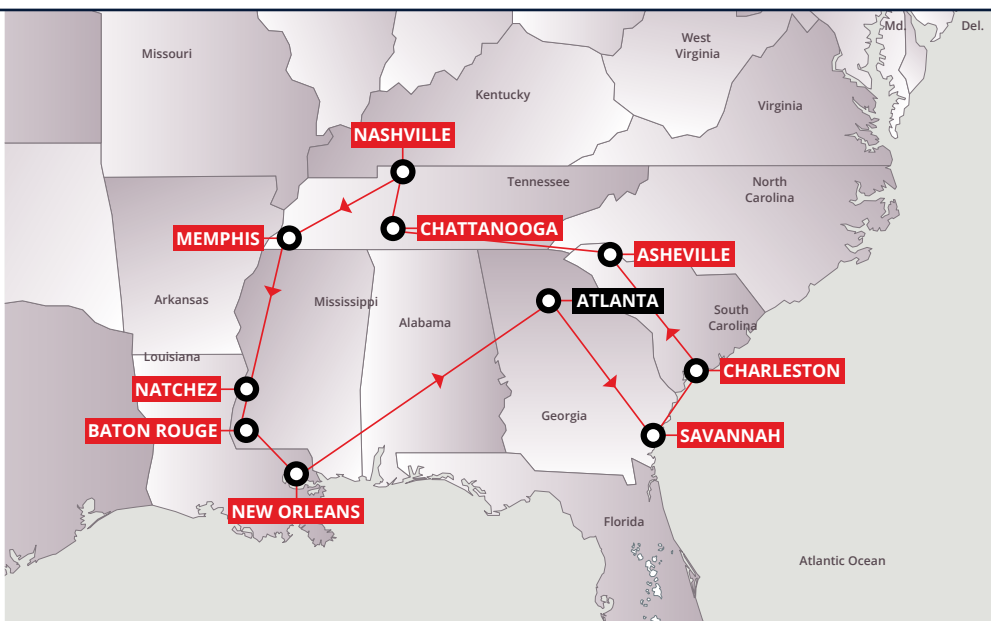 Md.
Del.
Missouri
West
Virginia
Kentucky
Virginia
NASHVILLE
Tennessee
North
Carolina
CHATTANOOGA
MEMPHIS
ASHEVILLE
Arkansas
Mississippi
ATLANTA
Alabama
South
Carolina
Louisiana
CHARLESTON
NATCHEZ
Georgia
BATON ROUGE
SAVANNAH
NEW ORLEANS
Florida
Atlantic Ocean